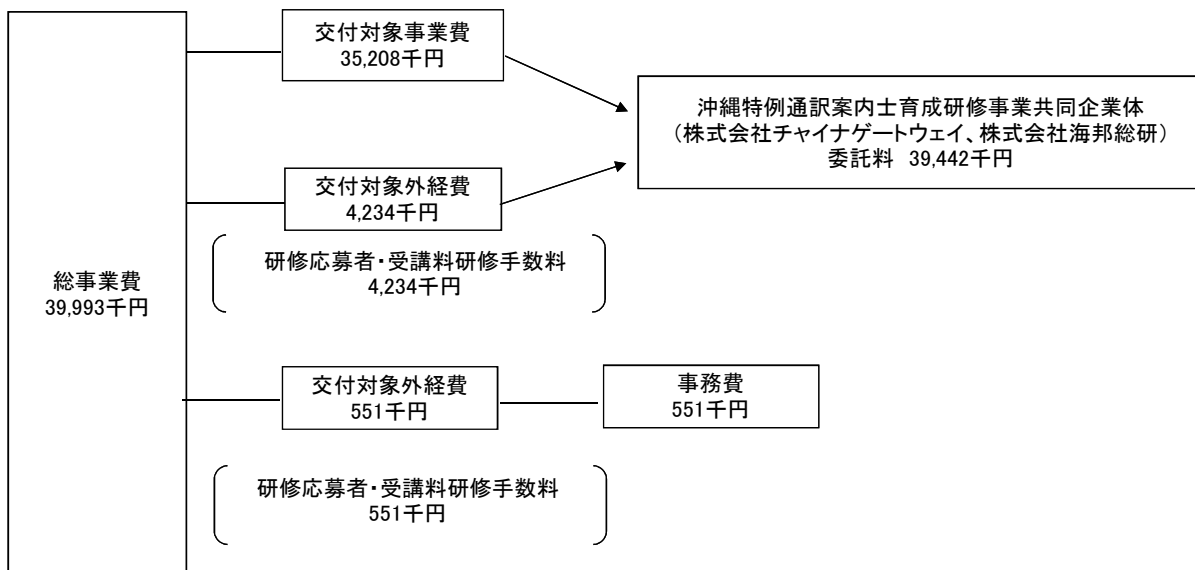 交付対象事業費
35,208千円
沖縄特例通訳案内士育成研修事業共同企業体
（株式会社チャイナゲートウェイ、株式会社海邦総研）
委託料 39,442千円
交付対象外経費
4,234千円
研修応募者・受講料研修手数料
4,234千円
総事業費
39,993千円
交付対象外経費
551千円
事務費
551千円
研修応募者・受講料研修手数料
551千円